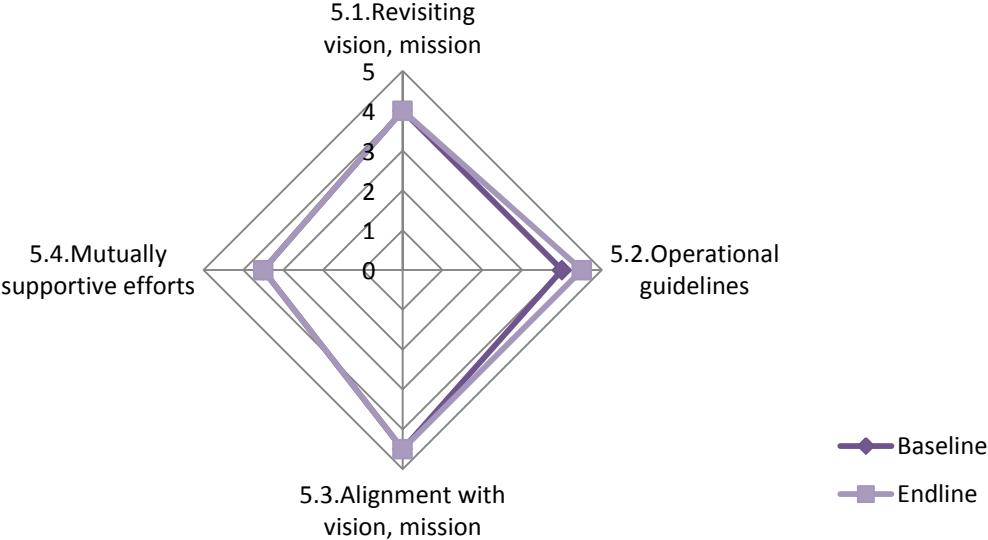 5.1.Revisiting
vision, mission
5
4
3
2
1
0
5.4.Mutually
supportive efforts
5.2.Operational
guidelines
5.3.Alignment with
vision, mission
Baseline
Endline